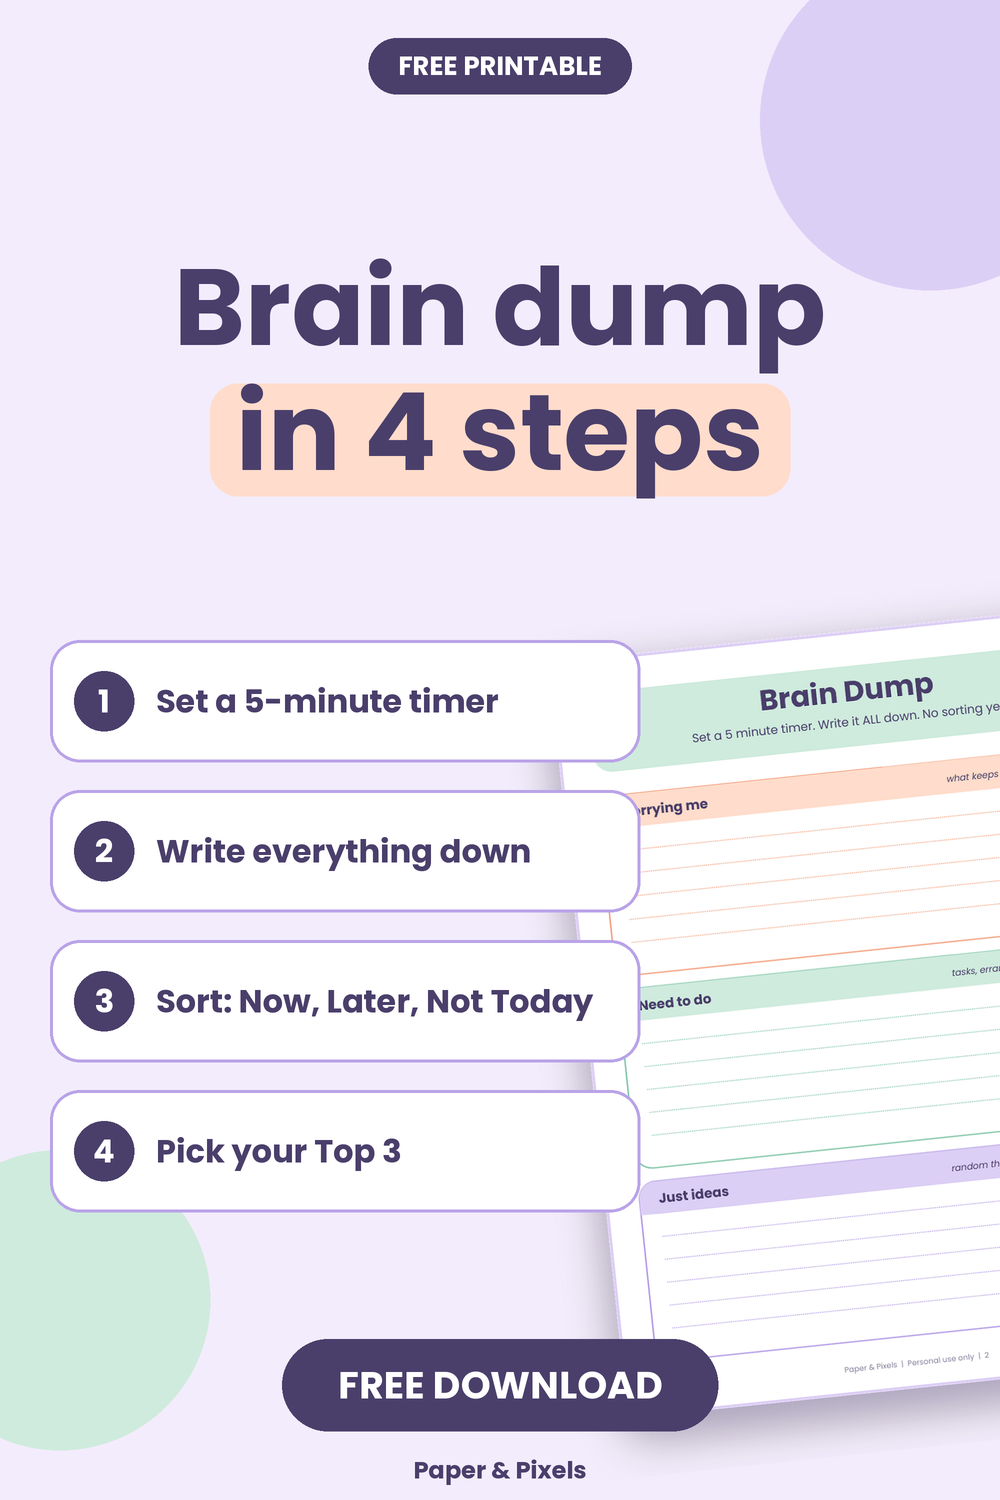 FREE PRINTABLE
Brain dump
in 4 steps
1 Set a 5-minute timer
2 Write everything down
3 Sort: Now, Later, Not Today
4 Pick your Top 3
Brain Dump
Set a 5 minute timer. Write it ALL down. No sorting
what keeps
me
Need to do
tasks,
Just ideas
random
Paper & Pixels | Personal use only | 2
FREE DOWNLOAD
Paper & Pixels